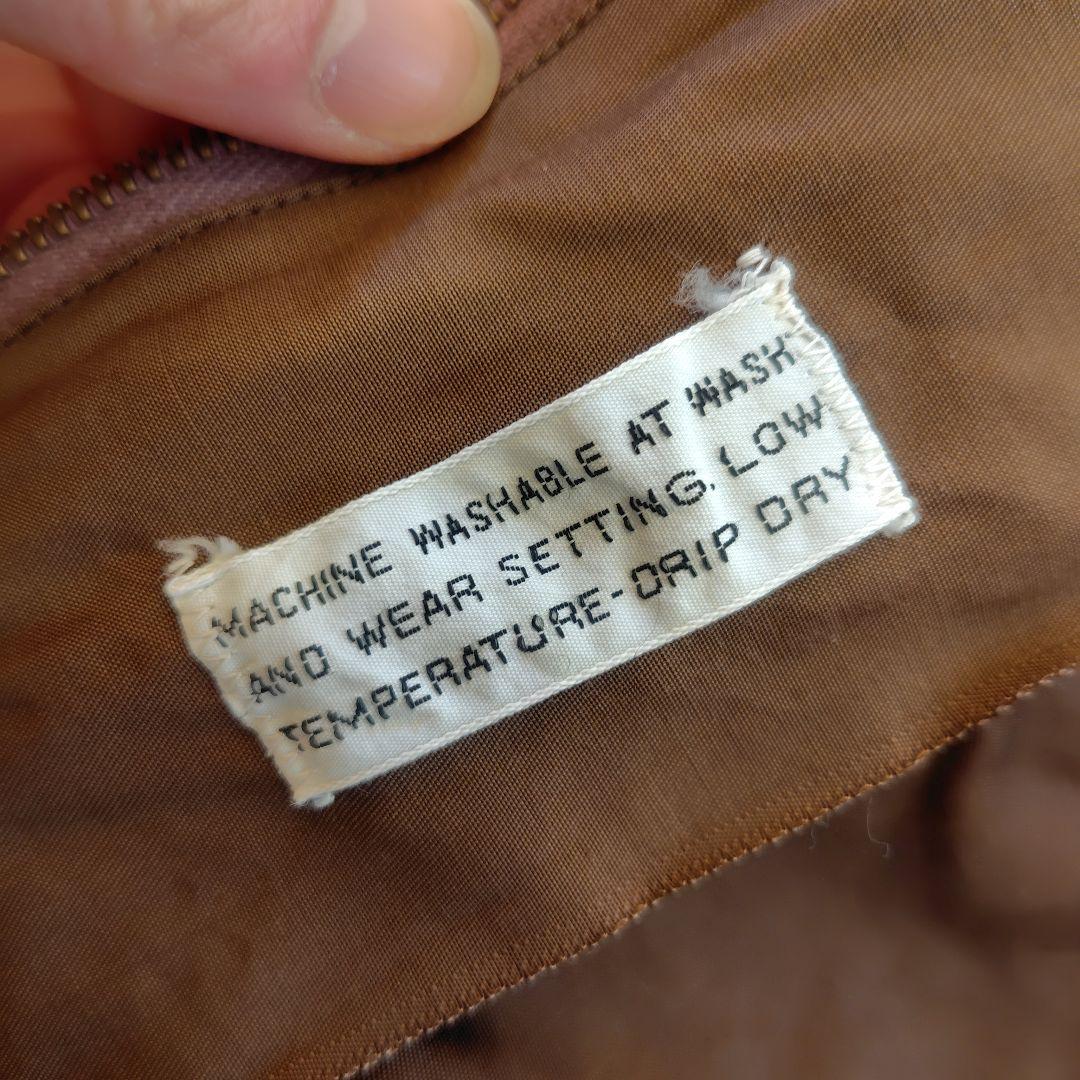 MACHINE WASHABLE AT WASH
AND WEAR SETTING, LOW
TEMPERATURE-DRIP DRY